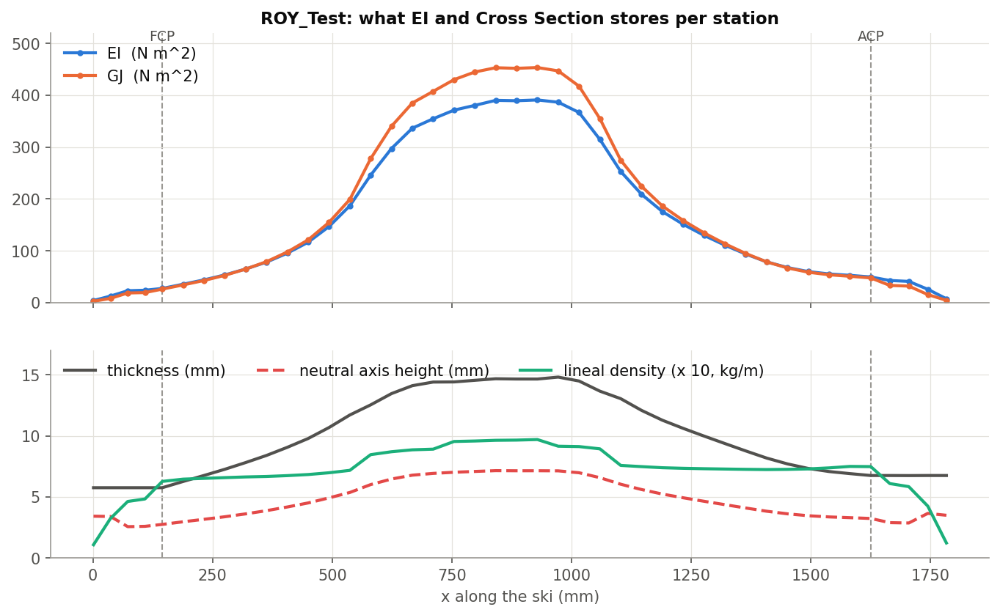 ROY_Test: what EI and Cross Section stores per station
FCP
ACP
EI (N m^2)
GJ (N m^2)
500
400
300
200
100
0
thickness (mm)
neutral axis height (mm)
lineal density (x 10, kg/m)
15
10
5
0
0
250
500
750
1000
1250
1500
1750
x along the ski (mm)